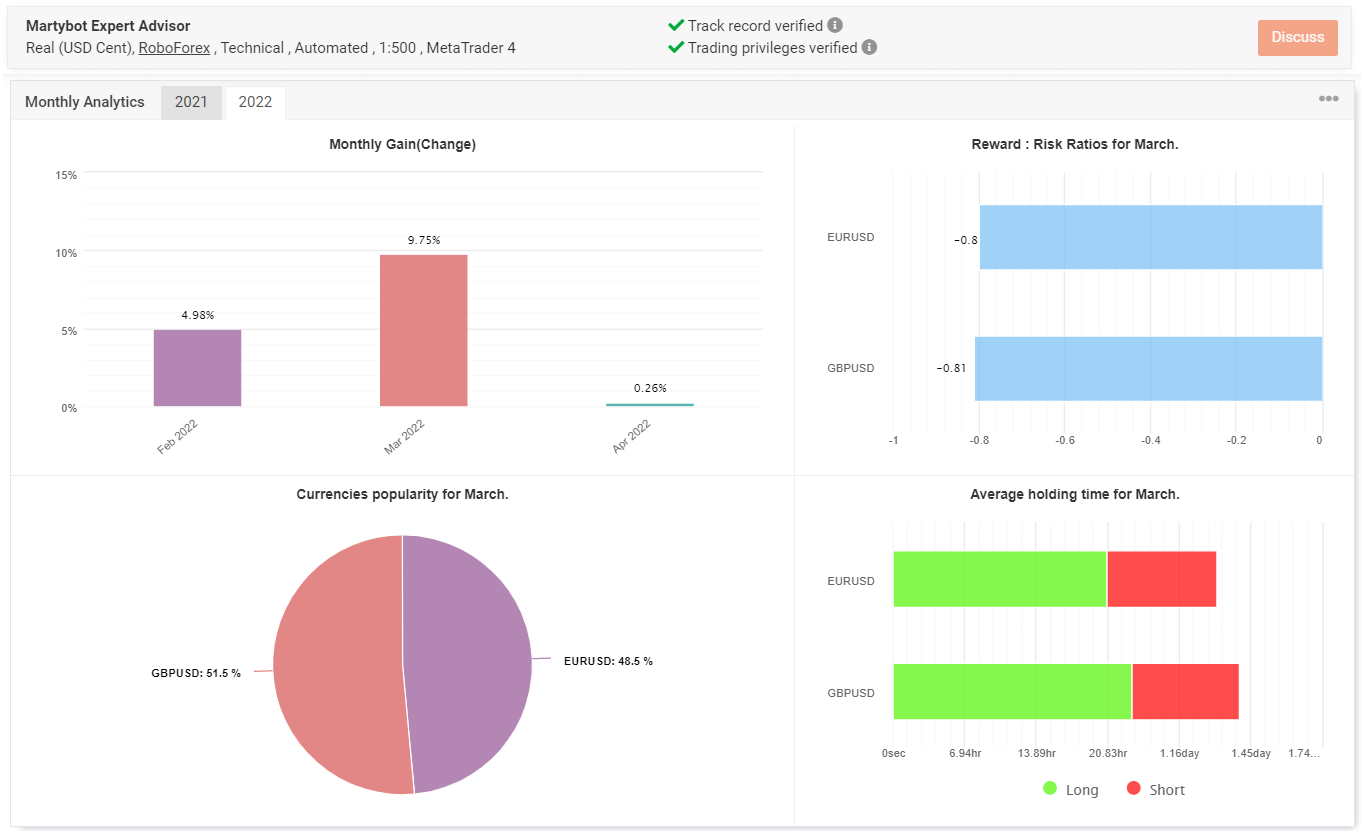 Martybot Expert Advisor
Real (USD Cent), RoboForex , Technical , Automated , 1:500 , MetaTrader 4
Track record verified
Trading privileges verified
Discuss
Monthly Analytics
2021
2022
Monthly Gain(Change)
15%
10%
5%
0%
4.98%
9.75%
0.26%
Feb 2022
Mar 2022
Apr 2022
Reward : Risk Ratios for March.
EURUSD
-0.8
GBPUSD
-0.81
-1
-0.8
-0.6
-0.4
-0.2
0
Currencies popularity for March.
GBPUSD: 51.5 %
EURUSD: 48.5 %
Average holding time for March.
EURUSD
GBPUSD
0sec
6.94hr
13.89hr
20.83hr
1.16day
1.45day
1.74...
Long
Short